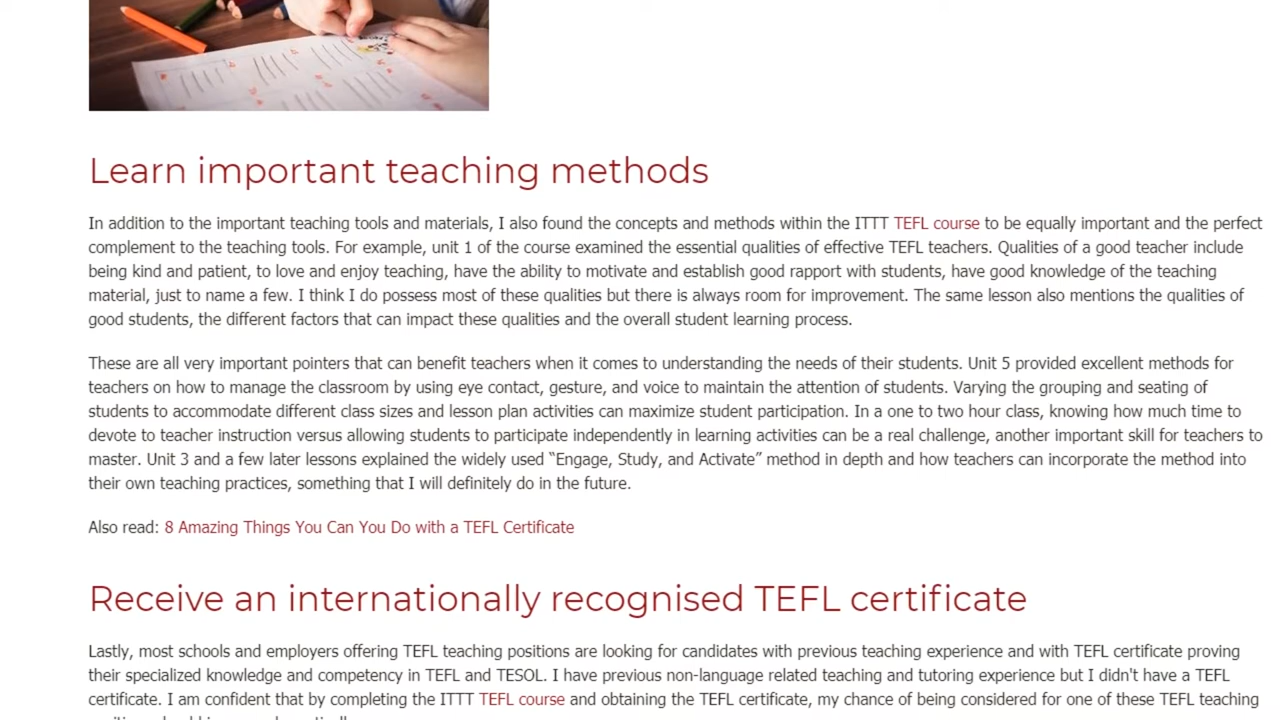 Learn important teaching methods
In addition to the important teaching tools and materials, I also found the concepts and methods within the ITTT TEFL course to be equally important and the perfect
complement to the teaching tools. For example, unit 1 of the course examined the essential qualities of effective TEFL teachers. Qualities of a good teacher include
being kind and patient, to love and enjoy teaching, have the ability to motivate and establish good rapport with students, have good knowledge of the teaching
material, just to name a few. I think I do possess most of these qualities but there is always room for improvement. The same lesson also mentions the qualities of
good students, the different factors that can impact these qualities and the overall student learning process.
These are all very important pointers that can benefit teachers when it comes to understanding the needs of their students. Unit 5 provided excellent methods for
teachers on how to manage the classroom by using eye contact, gesture, and voice to maintain the attention of students. Varying the grouping and seating of
students to accommodate different class sizes and lesson plan activities can maximize student participation. In a one to two hour class, knowing how much time to
devote to teacher instruction versus allowing students to participate independently in learning activities can be a real challenge, another important skill for teachers to
master. Unit 3 and a few later lessons explained the widely used “Engage, Study, and Activate” method in depth and how teachers can incorporate the method into
their own teaching practices, something that I will definitely do in the future.
Also read: 8 Amazing Things You Can You Do with a TEFL Certificate
Receive an internationally recognised TEFL certificate
Lastly, most schools and employers offering TEFL teaching positions are looking for candidates with previous teaching experience and with TEFL certificate proving
their specialized knowledge and competency in TEFL and TESOL. I have previous non-language related teaching and tutoring experience but I didn't have a TEFL
certificate. I am confident that by completing the ITTT TEFL course and obtaining the TEFL certificate, my chance of being considered for one of these TEFL teaching